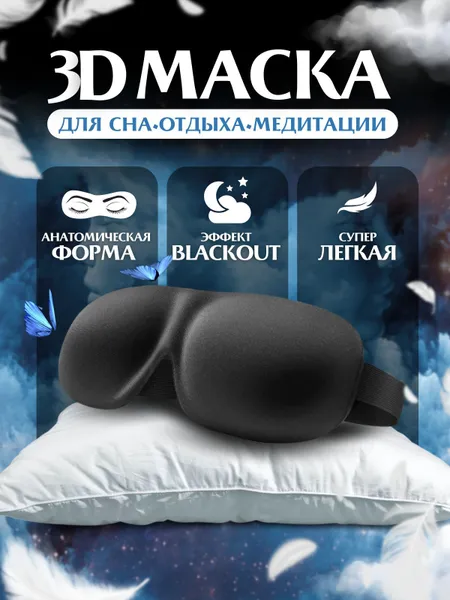 3D МАСКА
ДЛЯ СНА•ОТДЫХА•МЕДИТАЦИИ
АНАТОМИЧЕСКАЯ
ФОРМА
ЭФФЕКТ
BLACKOUT
СУПЕР
ЛЕГКАЯ